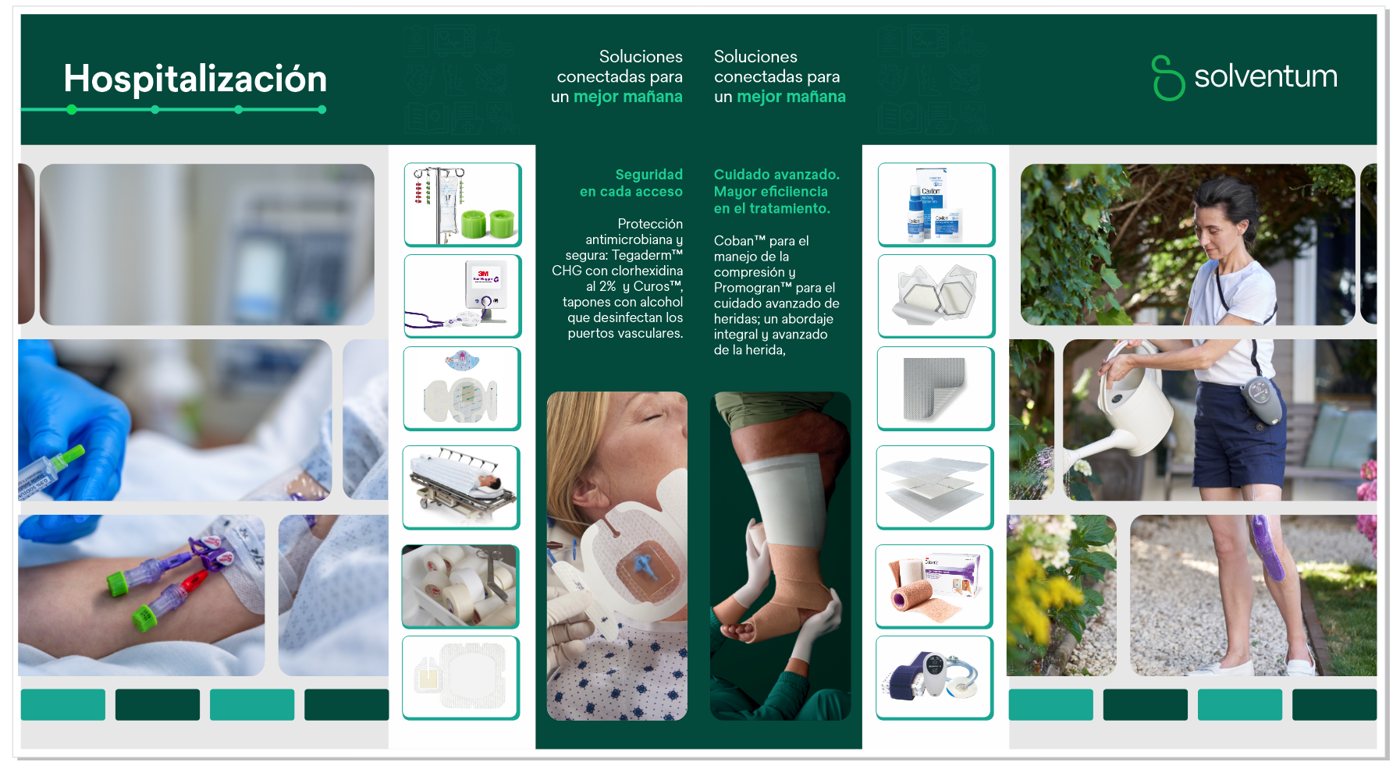 Hospitalización
Soluciones
conectadas para
un mejor mañana
Soluciones
conectadas para
un mejor mañana
solventum
Seguridad
en cada acceso
Protección
antimicrobiana y
segura: Tegaderm™
CHG con clorhexidina
al 2% y Curos™,
tapones con alcohol
que desinfectan los
puertos vasculares.
Cuidado avanzado.
Mayor eficiiencia
en el tratamiento.
Coban™ para el
manejo de la
compresión y
Promogran™ para el
cuidado avanzado de
heridas; un abordaje
integral y avanzado
de la herida,
3M
Cavilon